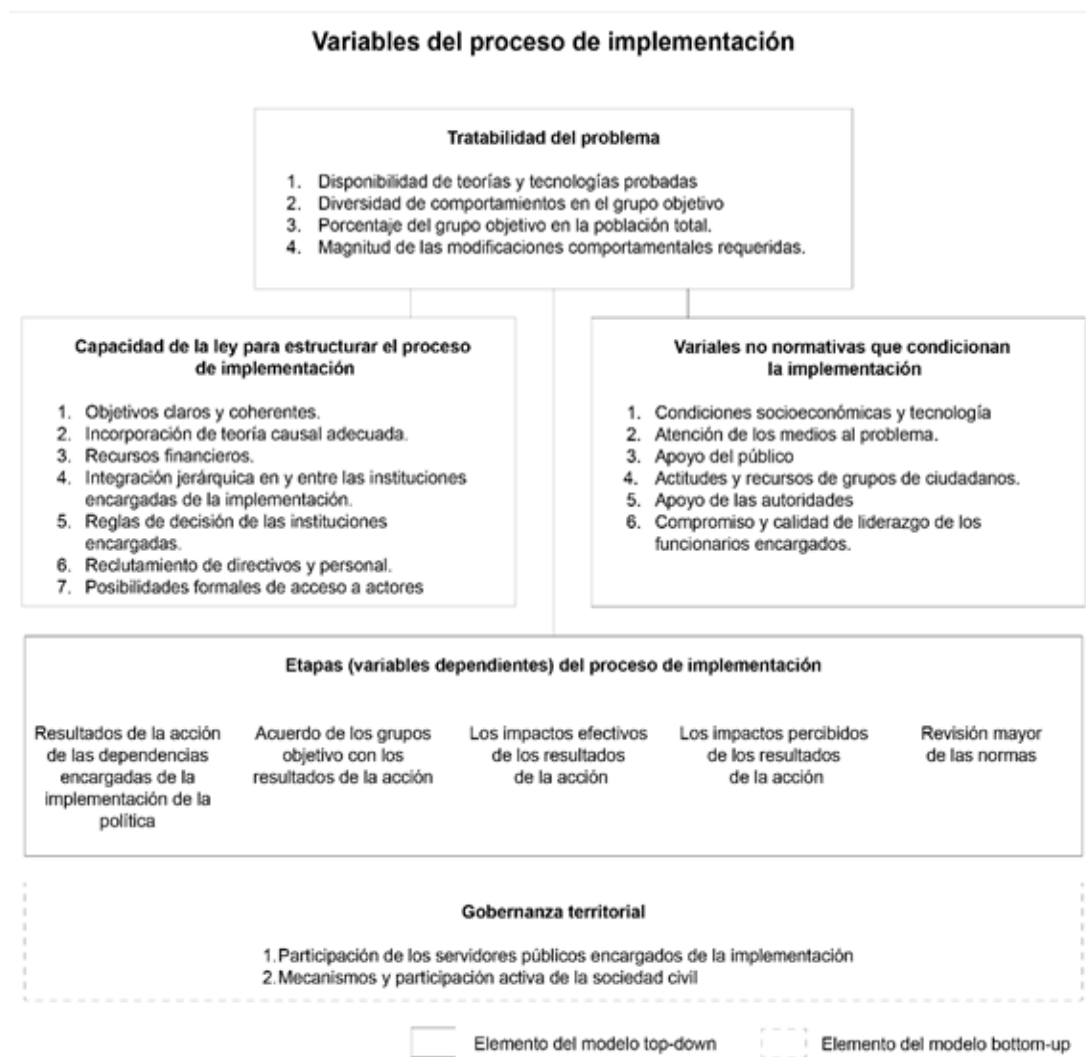 Variables del proceso de implementación
Tratabilidad del problema
1. Disponibilidad de teorías y tecnologías probadas
2. Diversidad de comportamientos en el grupo objetivo
3. Porcentaje del grupo objetivo en la población total.
4. Magnitud de las modificaciones comportamentales requeridas.
Capacidad de la ley para estructurar el proceso
de implementación
1. Objetivos claros y coherentes.
2. Incorporación de teoría causal adecuada.
3. Recursos financieros.
4. Integración jerárquica en y entre las instituciones
encargadas de la implementación.
5. Reglas de decisión de las instituciones
encargadas.
6. Reclutamiento de directivos y personal.
7. Posibilidades formales de acceso a actores
Variales no normativas que condicionan
la implementación
1. Condiciones socioeconómicas y tecnología
2. Atención de los medios al problema.
3. Apoyo del público
4. Actitudes y recursos de grupos de ciudadanos.
5. Apoyo de las autoridades
6. Compromiso y calidad de liderazgo de los
funcionarios encargados.
Etapas (variables dependientes) del proceso de implementación
Resultados de la acción
de las dependencias
encargadas de la
implementación de la
política
Acuerdo de los grupos
objetivo con los
resultados de la acción
Los impactos efectivos
de los resultados
de la acción
Los impactos percibidos
de los resultados
de la acción
Revisión mayor
de las normas
Gobernanza territorial
1.Participación de los servidores públicos encargados de la implementación
2.Mecanismos y participación activa de la sociedad civil
Elemento del modelo top-down
Elemento del modelo bottom-up